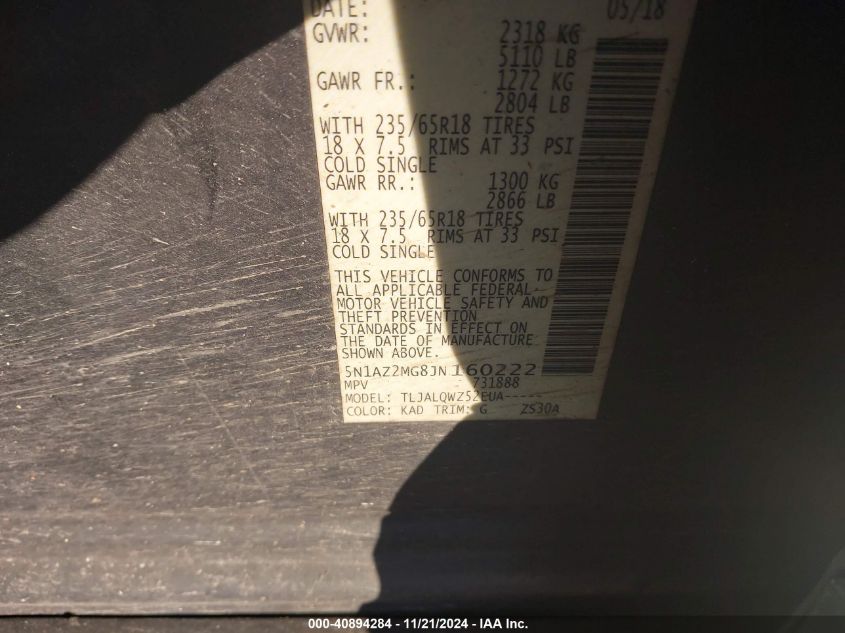 DATE: 05/18
GVWR: 2318 KG
5110 LB
GAWR FR.: 1272 KG
2804 LB
WITH 235/65R18 TIRES
18 X 7.5 RIMS AT 33 PSI
COLD SINGLE
GAWR RR.: 1300 KG
2866 LB
WITH 235/65R18 TIRES
18 X 7.5 RIMS AT 33 PSI
COLD SINGLE
THIS VEHICLE CONFORMS TO
ALL APPLICABLE FEDERAL
MOTOR VEHICLE SAFETY AND
THEFT PREVENTION
STANDARDS IN EFFECT ON
THE DATE OF MANUFACTURE
SHOWN ABOVE.
5N1AZ2MG8JN160222
MPV 731888
MODEL: TLJALQWZ52EUA-----
COLOR: KAD TRIM: G ZS30A
000-40894284 - 11/21/2024 - IAA Inc.